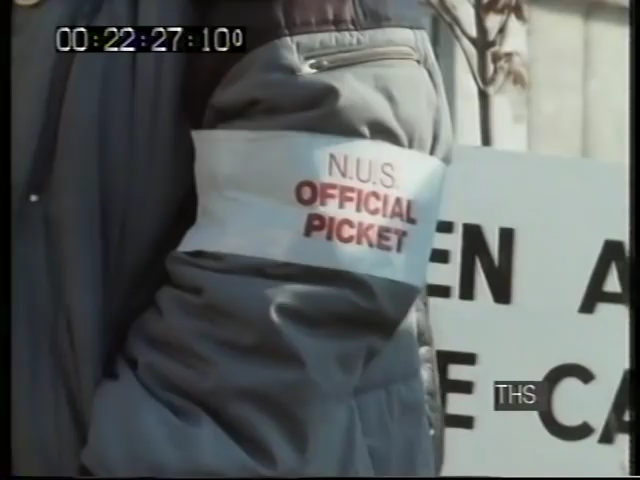 00:22:27:10
N.U.S.
OFFICIAL
PICKET
EN A
E CA
THS